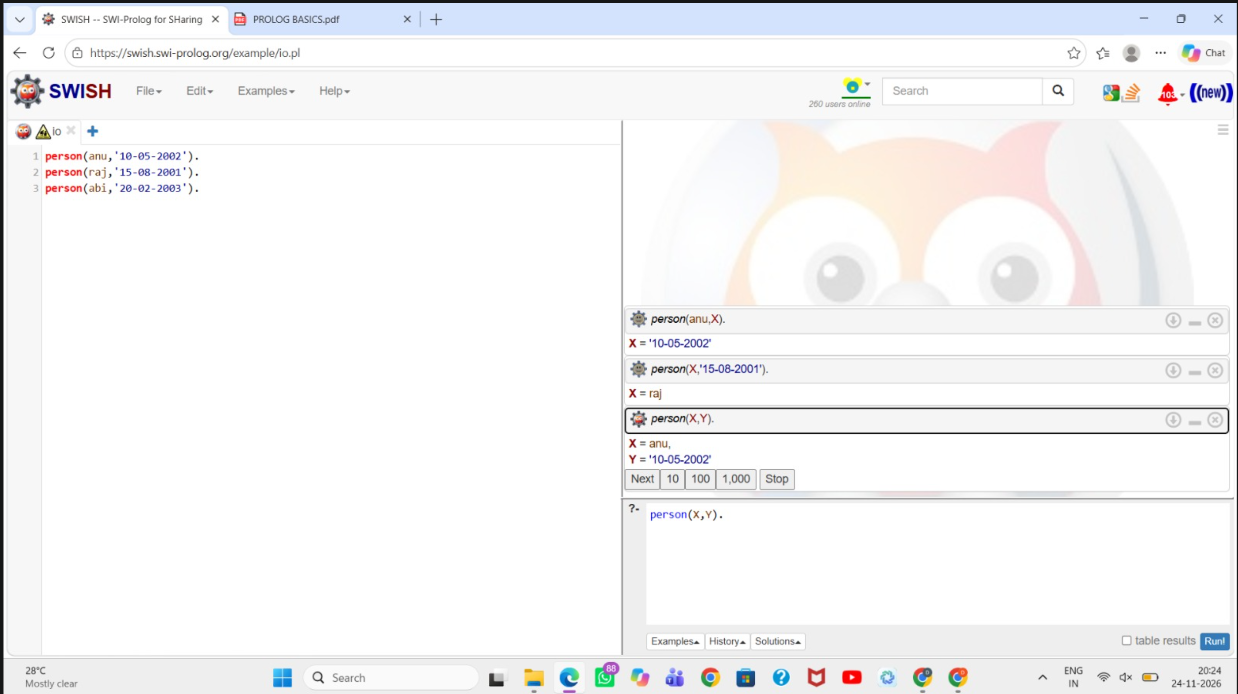 SWISH -- SWI-Prolog for SHaring
PROLOG BASICS.pdf
https://swish.swi-prolog.org/example/io.pl
Chat
SWISH
File
Edit
Examples
Help
260 users online
Search
103
((new))
io
1 person(anu,'10-05-2002').
2 person(raj,'15-08-2001').
3 person(abi,'20-02-2003').
person(anu,X).
X = '10-05-2002'
person(X,'15-08-2001').
X = raj
person(X,Y).
X = anu,
Y = '10-05-2002'
Next 10 100 1,000 Stop
?- person(X,Y).
Examples History Solutions
table results Run!
28°C
Mostly clear
Search
88
ENG
IN
20:24
24-11-2026